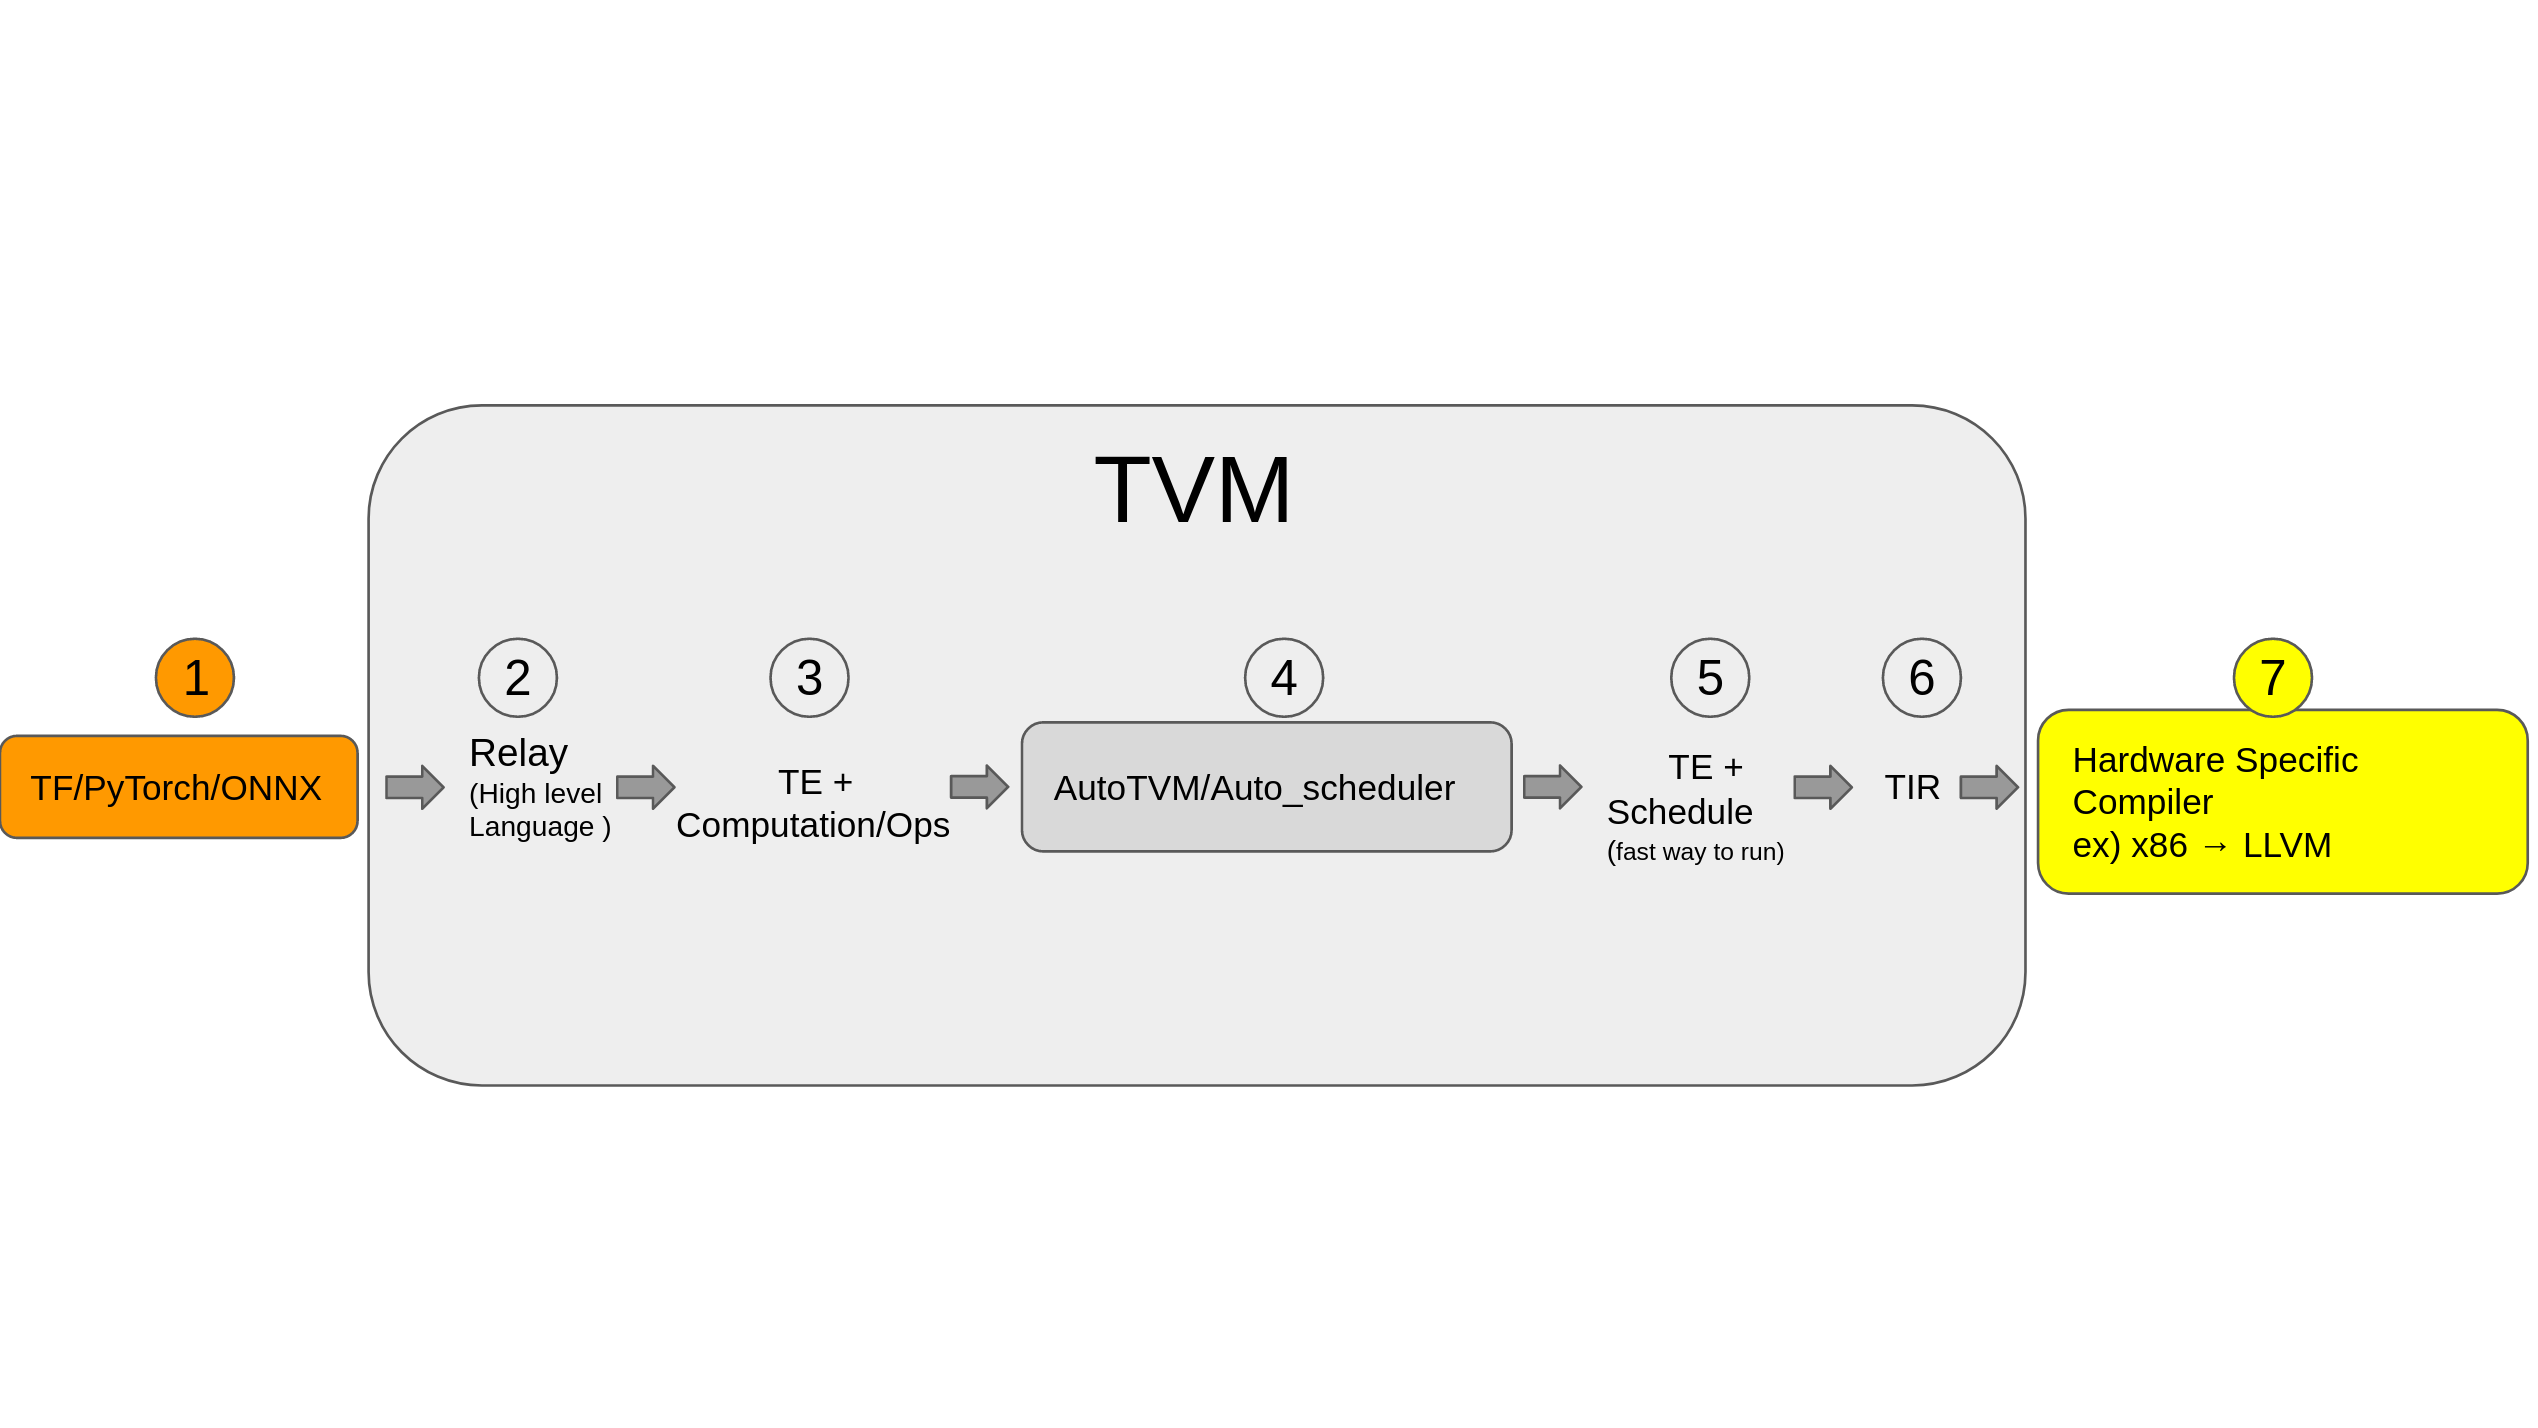 TVM
1
TF/PyTorch/ONNX
2
Relay
(High level
Language )
3
TE +
Computation/Ops
4
AutoTVM/Auto_scheduler
5
TE +
Schedule
(fast way to run)
6
TIR
7
Hardware Specific
Compiler
ex) x86 → LLVM